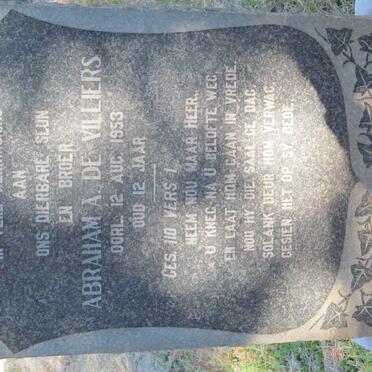 AAN
ONS DIERBARE SEUN
EN BROER
ABRAHAM A. DE VILLIERS
OORL. 12 AUG. 1953
OUD 12 JAAR
GES. 10 VERS 1.
NEEM NOU NAAR HEER,
U KNEG NA U BELOFTE WEG
EN LAAT HOM GAAN IN VREDE.
NOU HY DIE SAAL'GE DAG,
SOLANK DEUR HOM VERWAG,
GESIEN HET OP SY BEDE.